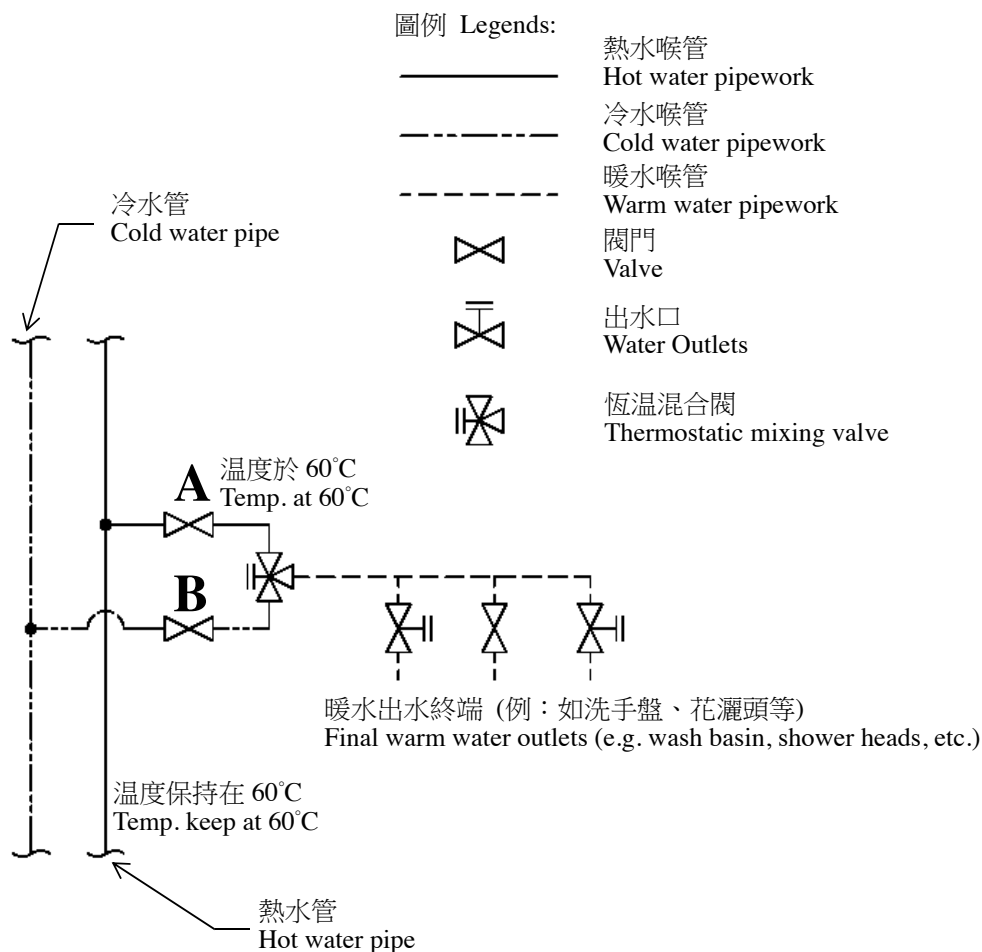 圖例 Legends:
熱水喉管
Hot water pipework
冷水喉管
Cold water pipework
暖水喉管
Warm water pipework
閥門
Valve
出水口
Water Outlets
恆温混合閥
Thermostatic mixing valve
冷水管
Cold water pipe
A
温度於 60°C
Temp. at 60°C
B
暖水出水終端 (例：如洗手盤、花灑頭等)
Final warm water outlets (e.g. wash basin, shower heads, etc.)
温度保持在 60°C
Temp. keep at 60°C
熱水管
Hot water pipe